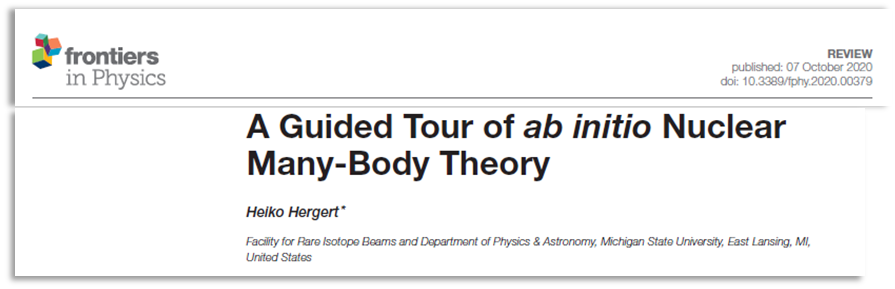 frontiers
in Physics
REVIEW
published: 07 October 2020
doi: 10.3389/fphy.2020.00379
A Guided Tour of ab initio Nuclear
Many-Body Theory
Heiko Hergert*
Facility for Rare Isotope Beams and Department of Physics & Astronomy, Michigan State University, East Lansing, MI,
United States